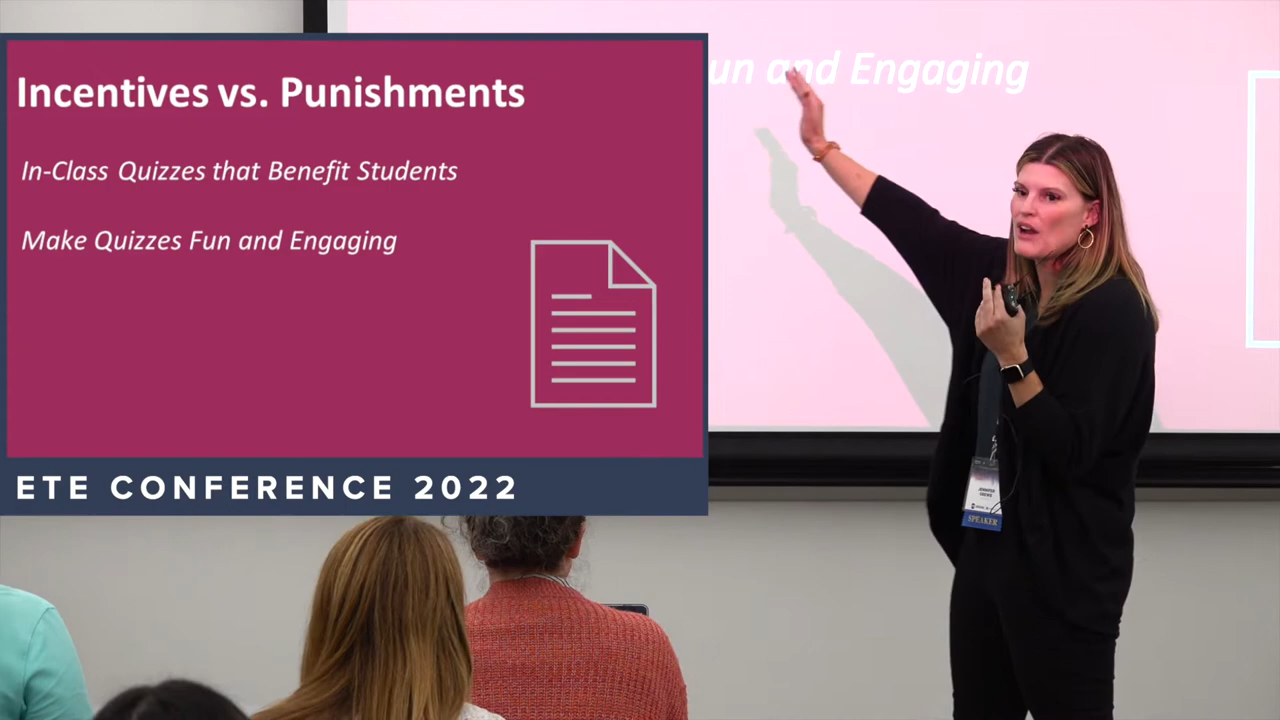 Incentives vs. Punishments
In-Class Quizzes that Benefit Students
Make Quizzes Fun and Engaging
ETE CONFERENCE 2022
un and Engaging
JENNIFER
SPEAKER